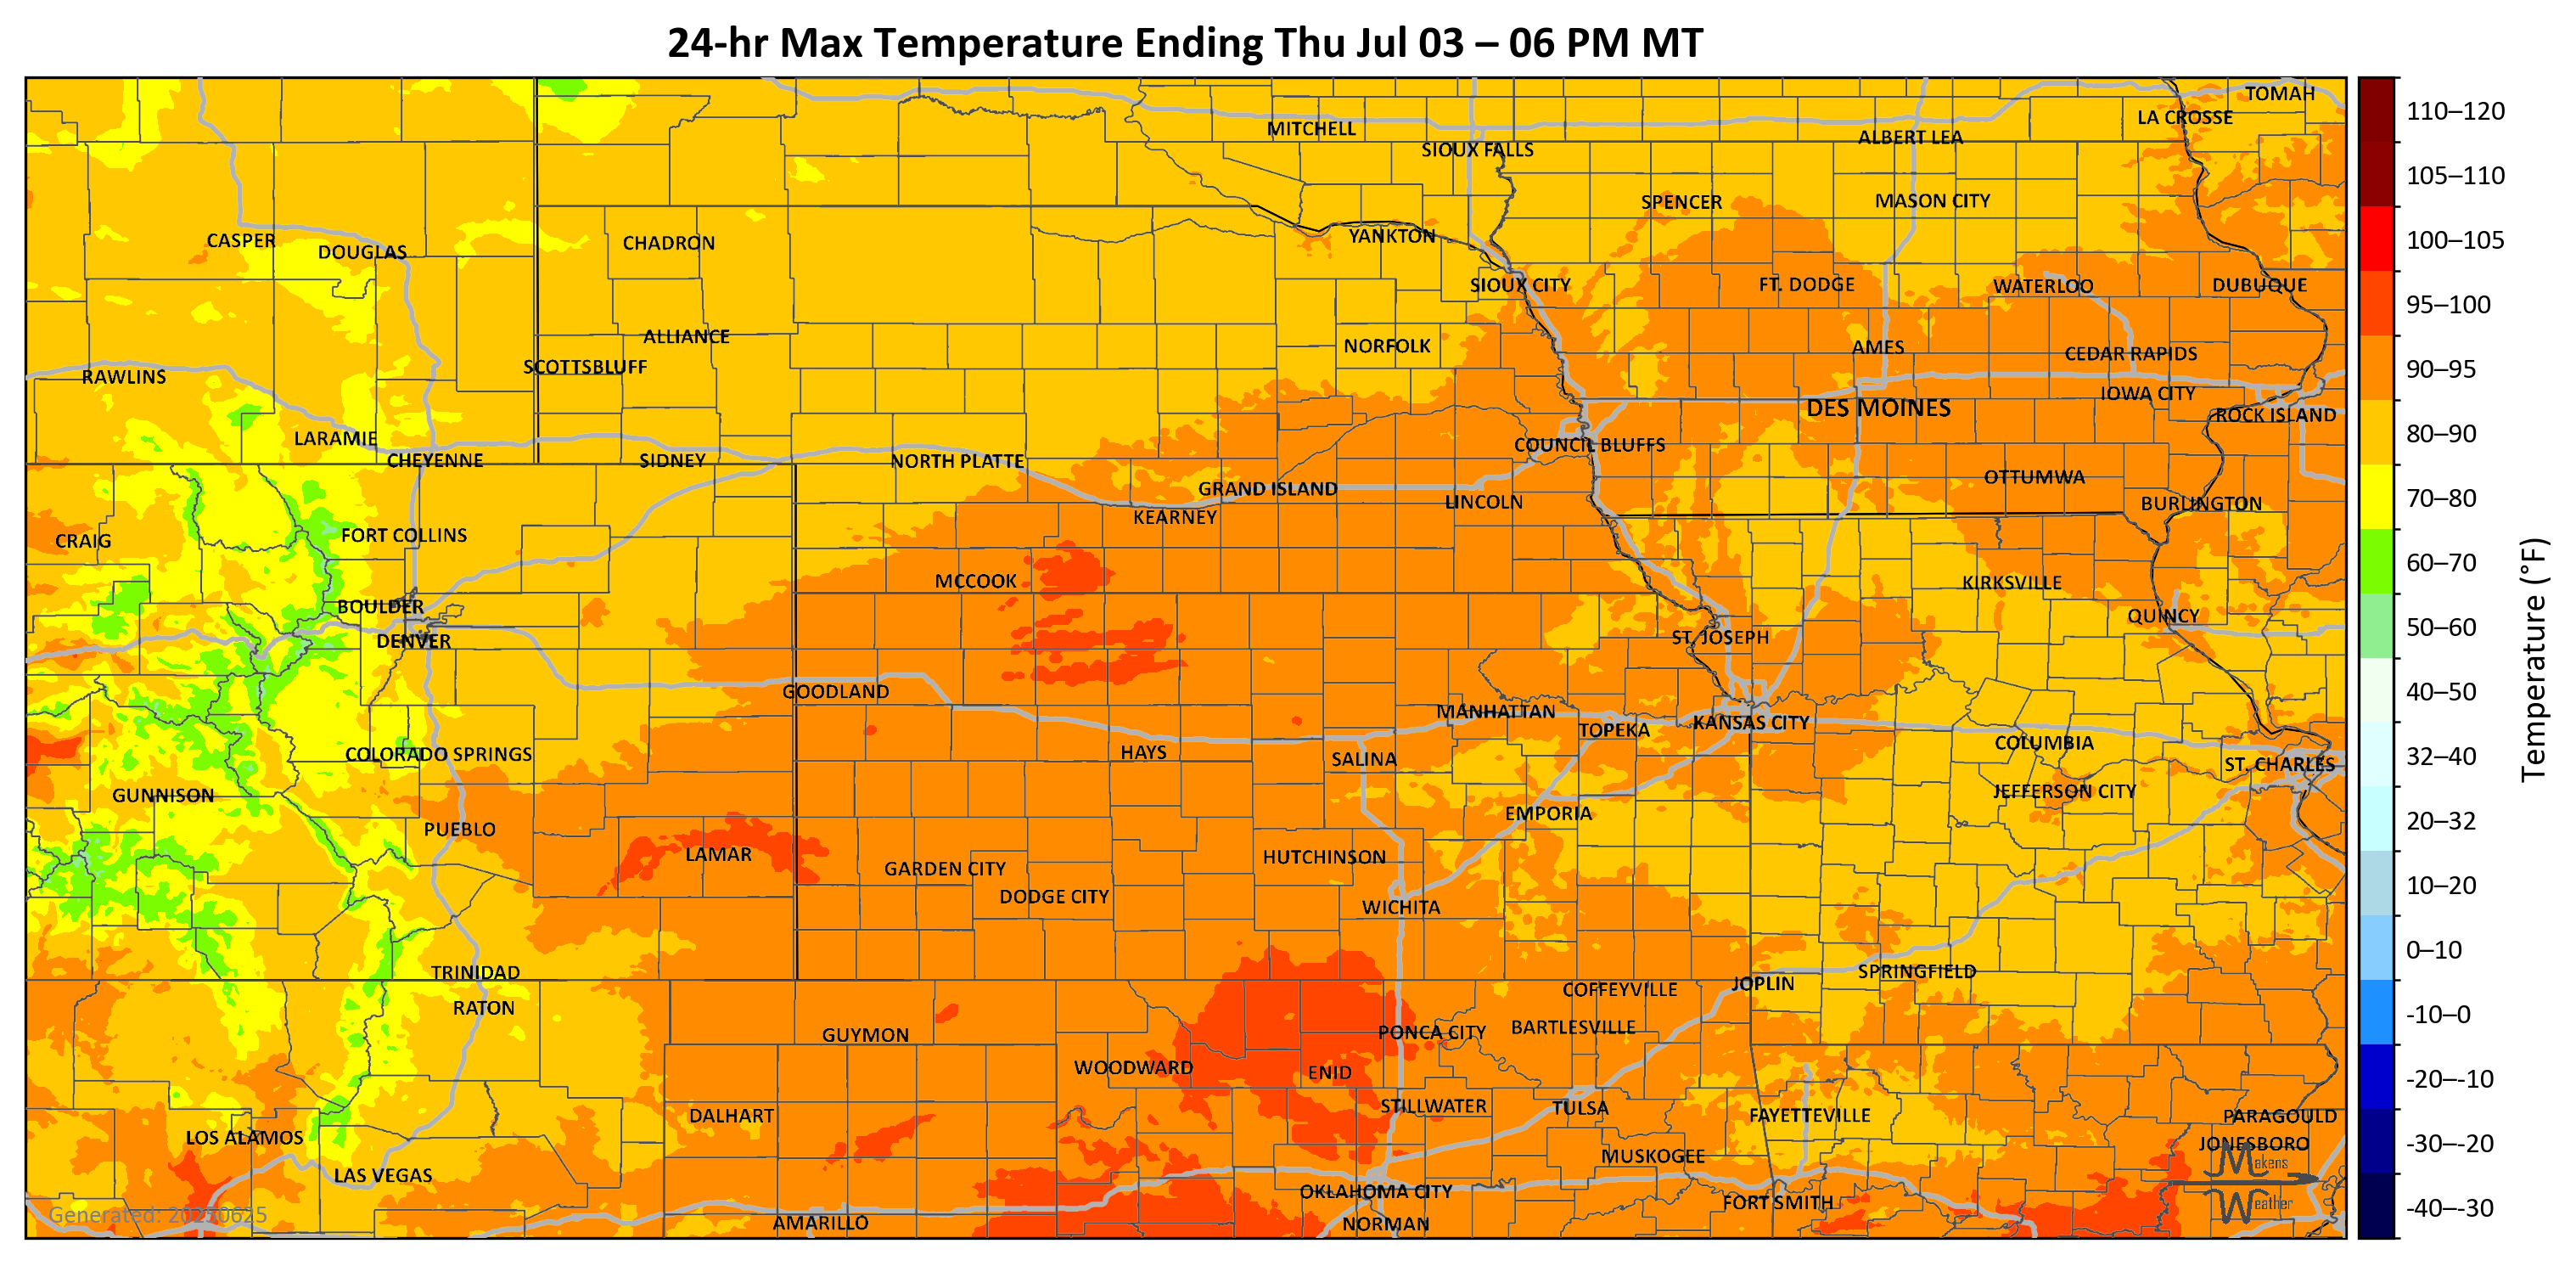 24-hr Max Temperature Ending Thu Jul 03 – 06 PM MT
TOMAH
LA CROSSE
MITCHELL
ALBERT LEA
SIOUX FALLS
SPENCER
MASON CITY
CASPER
DOUGLAS
CHADRON
YANKTON
SIOUX CITY
FT. DODGE
WATERLOO
DUBUQUE
ALLIANCE
NORFOLK
AMES
CEDAR RAPIDS
SCOTTSBLUFF
RAWLINS
IOWA CITY
DES MOINES
ROCK ISLAND
LARAMIE
COUNCIL BLUFFS
CHEYENNE
SIDNEY
NORTH PLATTE
OTTUMWA
GRAND ISLAND
LINCOLN
BURLINGTON
KEARNEY
FORT COLLINS
CRAIG
MCCOOK
KIRKSVILLE
BOULDER
QUINCY
DENVER
ST. JOSEPH
GOODLAND
MANHATTAN
TOPEKA
KANSAS CITY
COLUMBIA
COLORADO SPRINGS
HAYS
SALINA
ST. CHARLES
GUNNISON
JEFFERSON CITY
EMPORIA
PUEBLO
LAMAR
HUTCHINSON
GARDEN CITY
DODGE CITY
WICHITA
TRINIDAD
SPRINGFIELD
JOPLIN
COFFEYVILLE
RATON
BARTLESVILLE
PONCA CITY
GUYMON
WOODWARD
ENID
STILLWATER
TULSA
DALHART
FAYETTEVILLE
PARAGOULD
LOS ALAMOS
JONESBORO
MUSKOGEE
LAS VEGAS
OKLAHOMA CITY
FORT SMITH
AMARILLO
NORMAN
Generated: 20250625
Makens
Weather
110–120
105–110
100–105
95–100
90–95
80–90
70–80
60–70
50–60
40–50
32–40
20–32
10–20
0–10
-10–0
-20–-10
-30–-20
-40–-30
Temperature (°F)